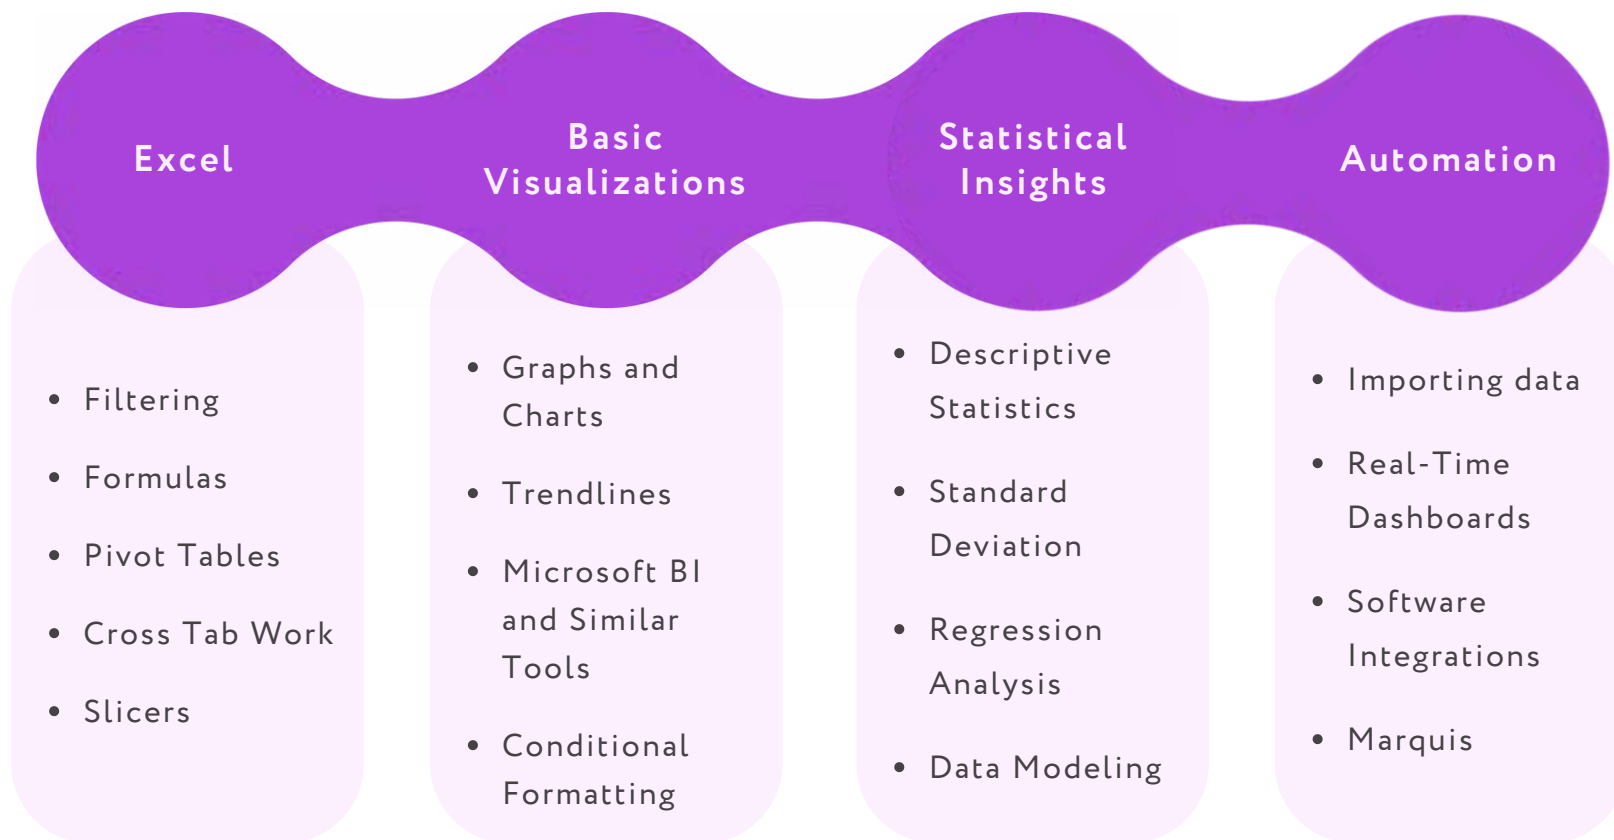 Excel
• Filtering
• Formulas
• Pivot Tables
• Cross Tab Work
• Slicers
Basic
Visualizations
• Graphs and
Charts
• Trendlines
• Microsoft BI
and Similar
Tools
• Conditional
Formatting
Statistical
Insights
• Descriptive
Statistics
• Standard
Deviation
• Regression
Analysis
• Data Modeling
Automation
• Importing data
• Real-Time
Dashboards
• Software
Integrations
• Marquis